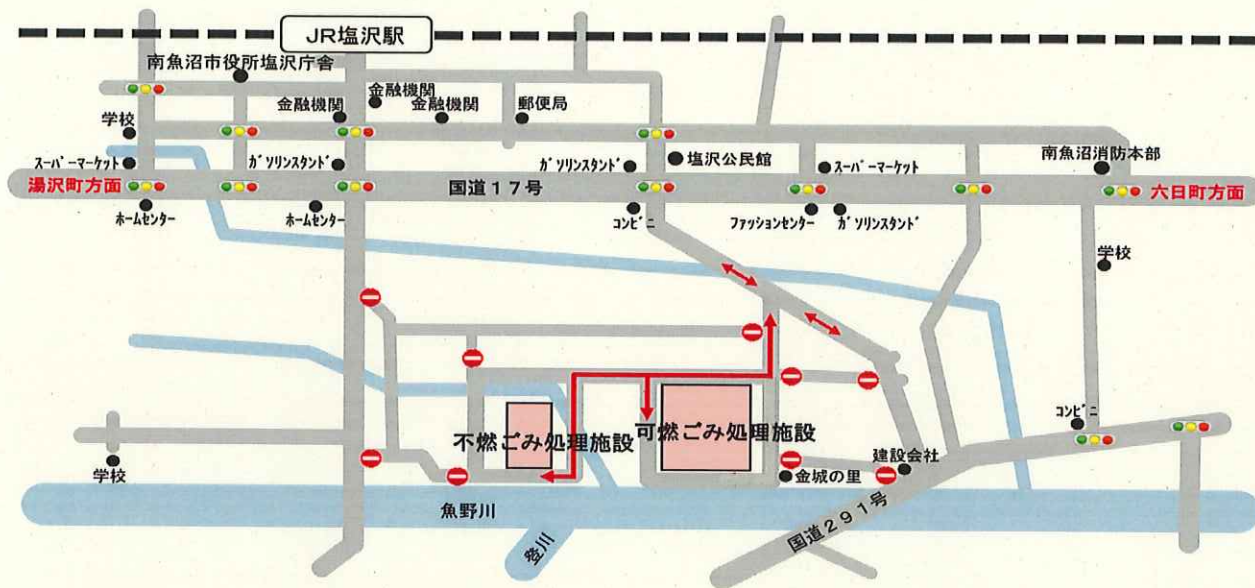 JR塩沢駅
南魚沼市役所塩沢庁舎
金融機関
金融機関
金融機関
郵便局
学校
スーパーマーケット
ガソリンスタンド
ガソリンスタンド
塩沢公民館
スーパーマーケット
南魚沼消防本部
湯沢町方面
国道17号
六日町方面
ホームセンター
ホームセンター
コンビニ
ファッションセンター
ガソリンスタンド
学校
コンビニ
不燃ごみ処理施設
可燃ごみ処理施設
学校
建設会社
金城の里
魚野川
登川
国道291号